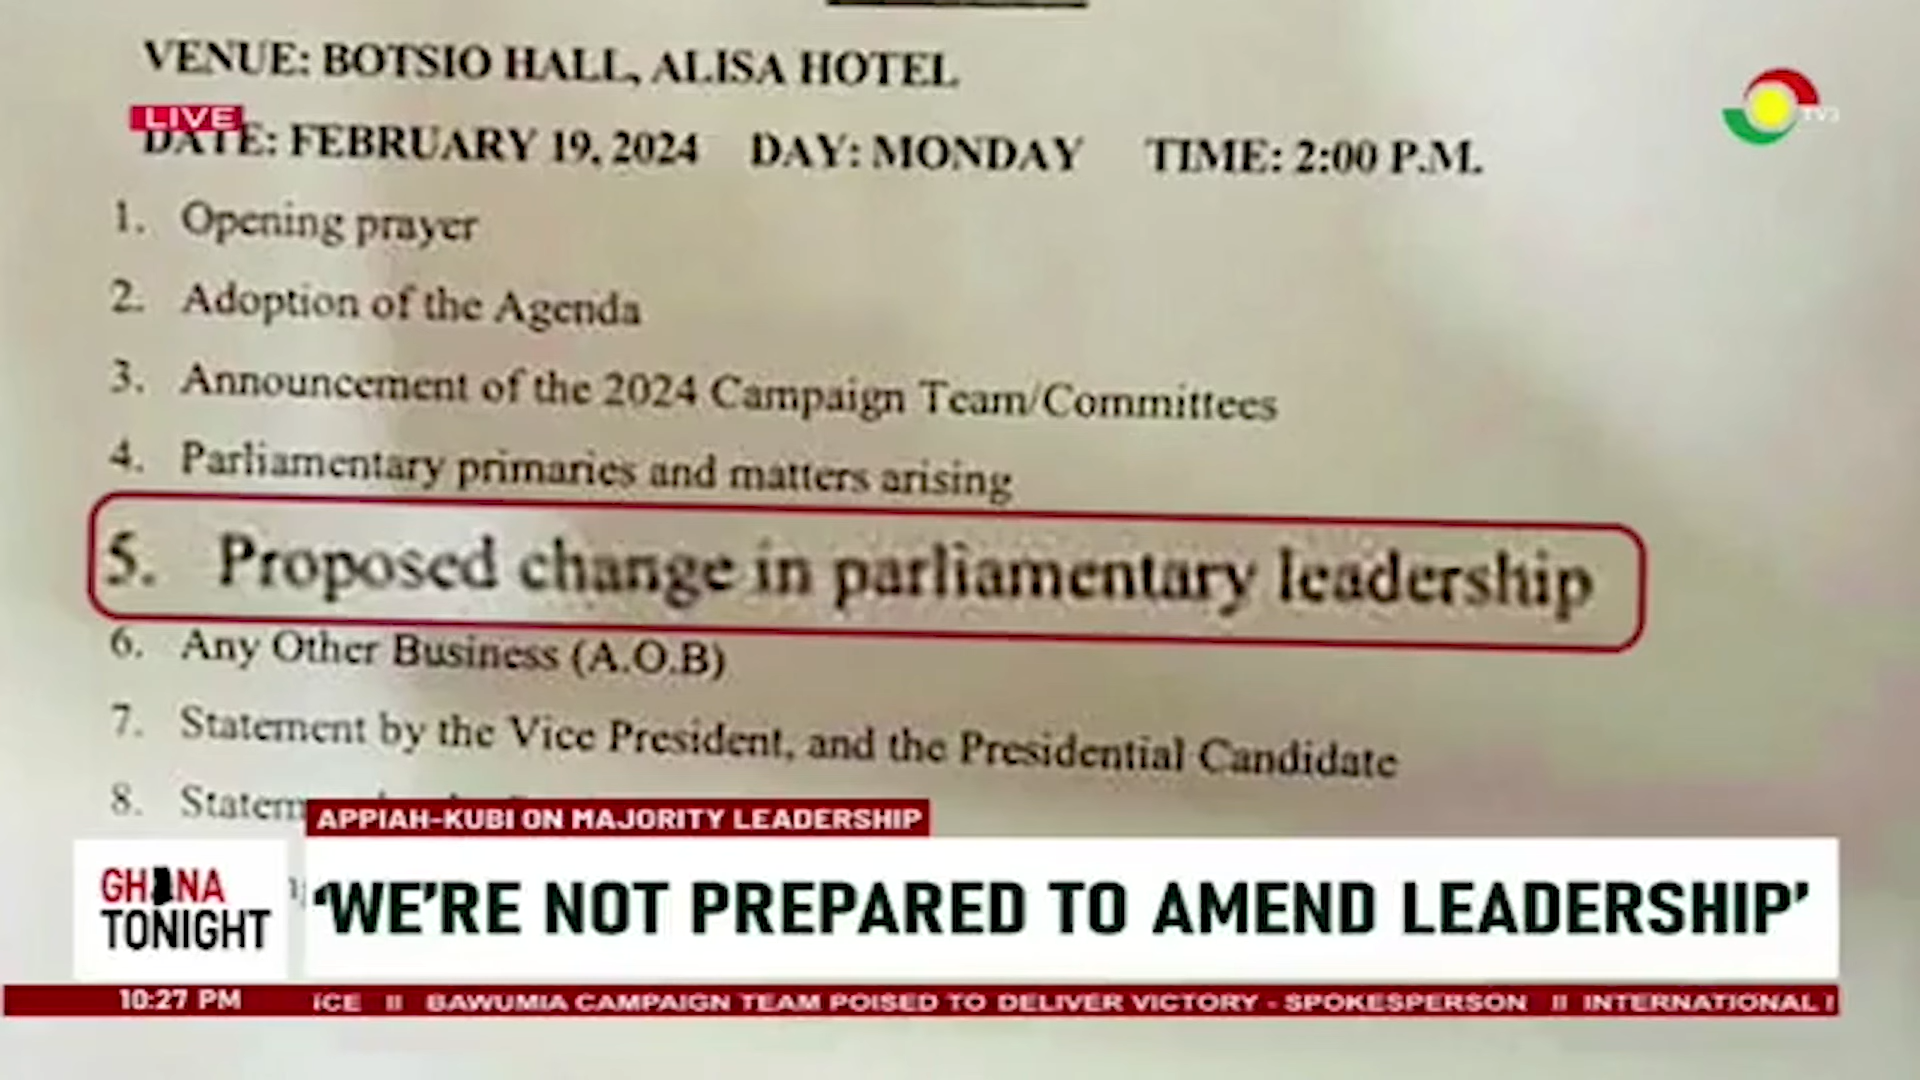 VENUE: BOTSIO HALL, ALISA HOTEL
LIVE
DATE: FEBRUARY 19, 2024 DAY: MONDAY TIME: 2:00 P.M.
TV3
1. Opening prayer
2. Adoption of the Agenda
3. Announcement of the 2024 Campaign Team/Committees
4. Parliamentary primaries and matters arising
5. Proposed change in parliamentary leadership
6. Any Other Business (A.O.B)
7. Statement by the Vice President, and the Presidential Candidate
8.
APPIAH-KUBI ON MAJORITY LEADERSHIP
GHANA
TONIGHT
‘WE’RE NOT PREPARED TO AMEND LEADERSHIP’
10:27 PM
ICE II BAWUMIA CAMPAIGN TEAM POISED TO DELIVER VICTORY - SPOKESPERSON II INTERNATIONAL